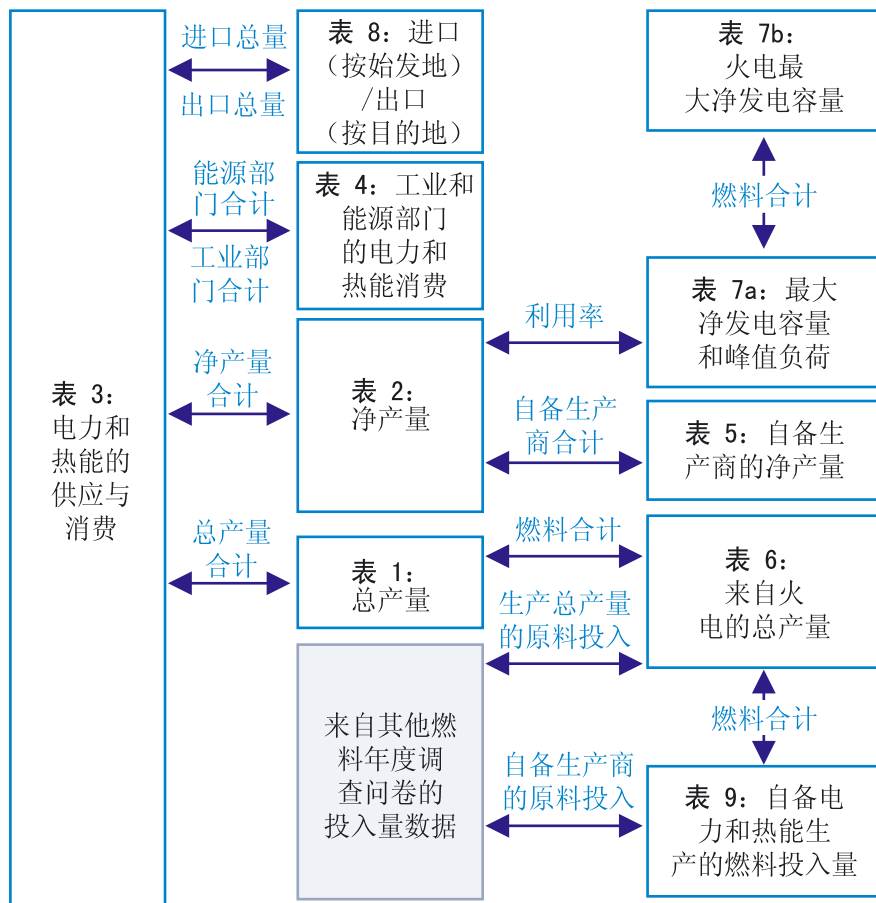 表 3：
电力和
热能的
供应与
消费
进口总量
出口总量
能源部
门合计
工业部
门合计
净产量
合计
总产量
合计
表 8：进口
（按始发地）
/出口
（按目的地）
表 4：工业和
能源部门
的电力和
热能消费
表 2：
净产量
表 1：
总产量
来自其他燃
料年度调
查问卷的
投入量数据
利用率
自备生产
商合计
燃料合计
生产总产量
的原料投入
自备生产商
的原料投入
表 7b：
火电最
大净发电容量
燃料合计
表 7a：最大
净发电容量
和峰值负荷
表 5：自备生
产商的净产量
表 6：
来自火
电的总产量
燃料合计
表 9：自备电
力和热能生
产的燃料投入量